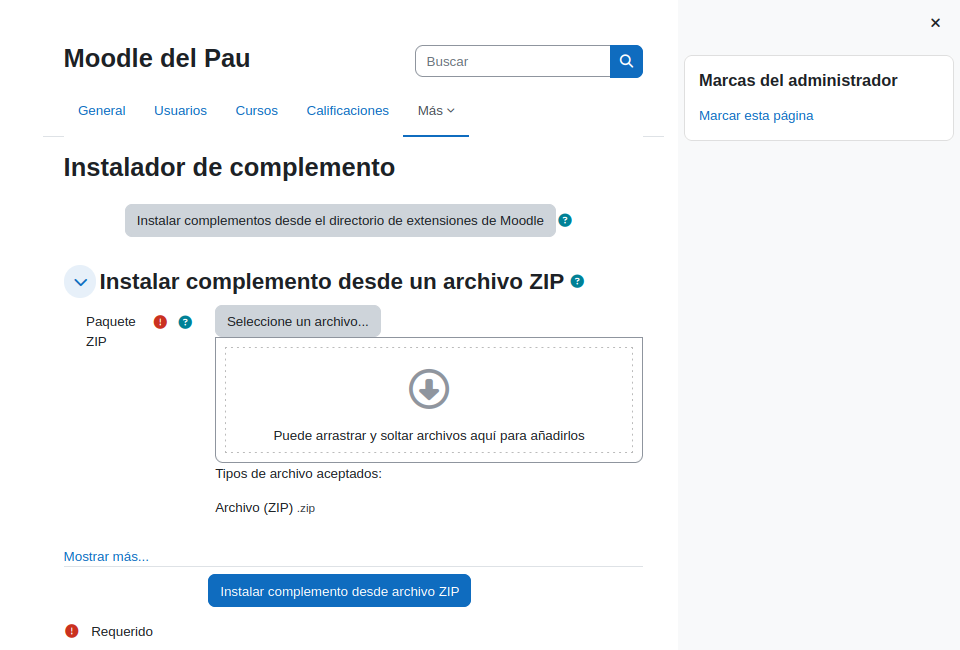 Moodle del Pau
Buscar
General Usuarios Cursos Calificaciones Más
Instalador de complemento
Instalar complementos desde el directorio de extensiones de Moodle
Instalar complemento desde un archivo ZIP
Paquete
ZIP
Seleccione un archivo...
Puede arrastrar y soltar archivos aquí para añadirlos
Tipos de archivo aceptados:
Archivo (ZIP) .zip
Mostrar más...
Instalar complemento desde archivo ZIP
Requerido
Marcas del administrador
Marcar esta página